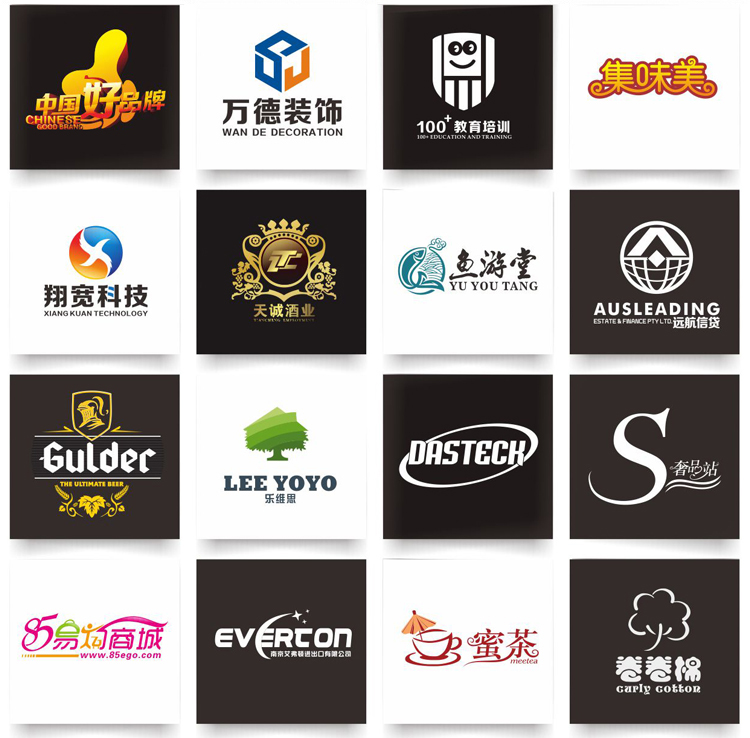 中国好品牌
CHINESE
GOOD BRAND
万德装饰
WAN DE DECORATION
100+教育培训
100+ EDUCATION AND TRAINING
集味美
翔宽科技
XIANG KUAN TECHNOLOGY
TC
天诚酒业
鱼游堂
YU YOU TANG
AUSLEADING
ESTATE & FINANCE PTY LTD. 远航信贷
Gulder
THE ULTIMATE BEER
LEE YOYO
乐维思
DASTECK
S
奢品站
85易购商城
www.85ego.com
EVERTON
南京艾弗顿进出口有限公司
蜜茶
meetea
卷卷棉
curly cotton